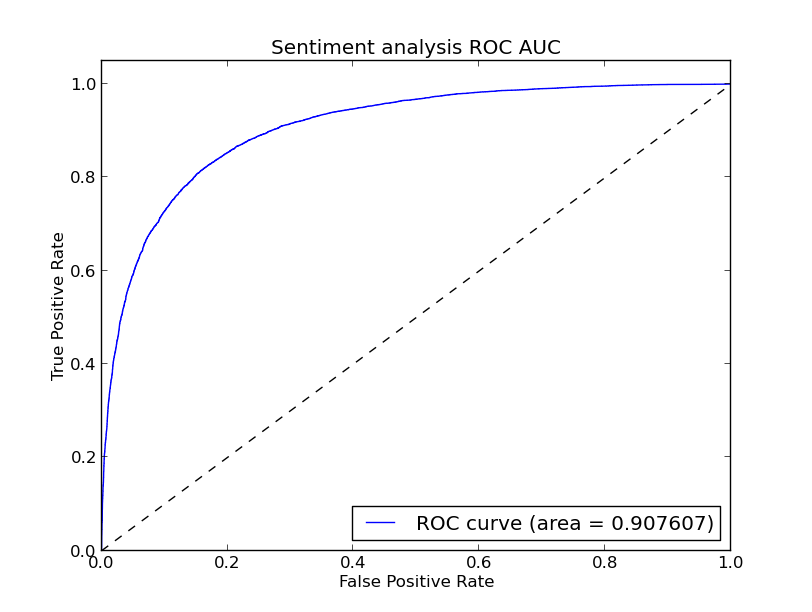 Sentiment analysis ROC AUC
1.0
0.8
0.6
0.4
0.2
0.0
True Positive Rate
ROC curve (area = 0.907607)
0.0 0.2 0.4 0.6 0.8 1.0
False Positive Rate